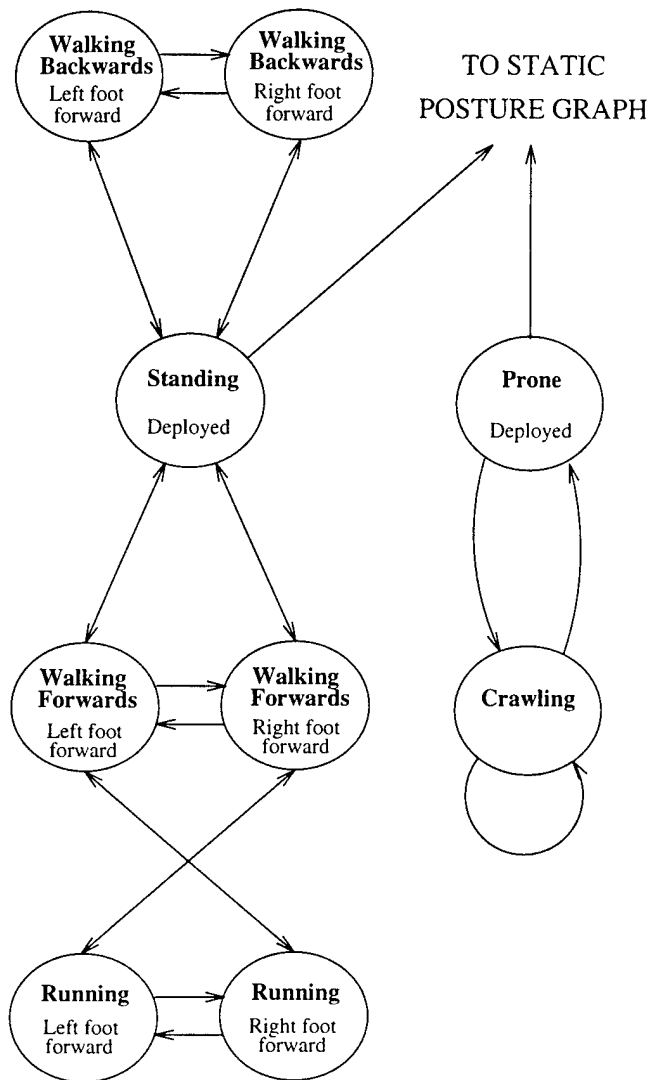 Walking
Backwards
Left foot
forward
Walking
Backwards
Right foot
forward
TO STATIC
POSTURE GRAPH
Standing
Deployed
Prone
Deployed
Walking
Forwards
Left foot
forward
Walking
Forwards
Right foot
forward
Crawling
Running
Left foot
forward
Running
Right foot
forward